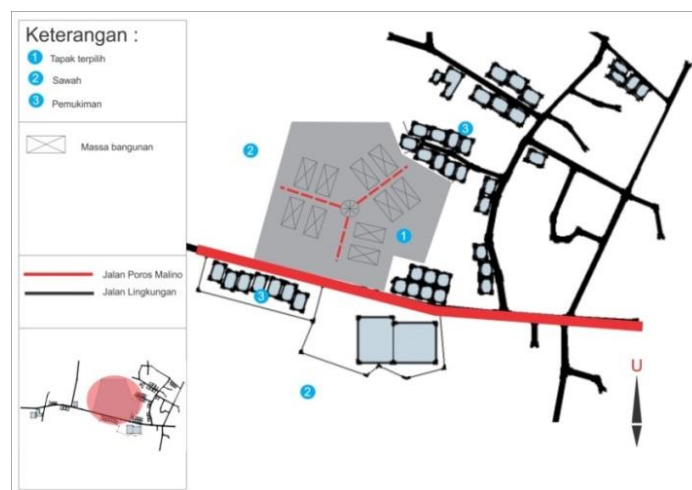 Keterangan :
1 Tapak terpilih
2 Sawah
3 Pemukiman
Massa bangunan
Jalan Poros Malino
Jalan Lingkungan
2
3
1
3
2
U